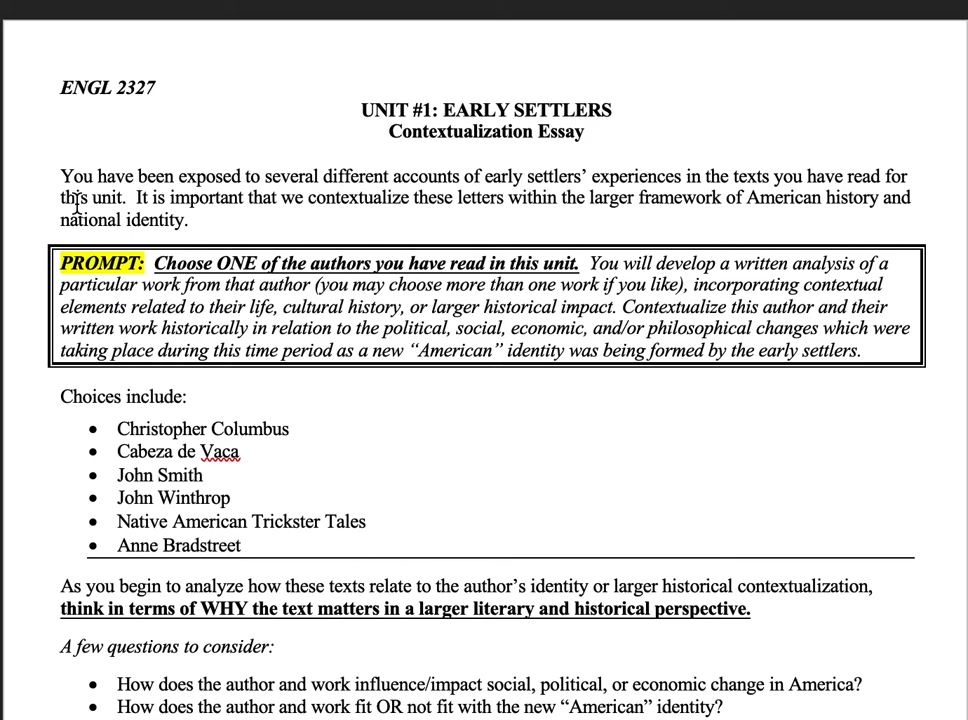 ENGL 2327
UNIT #1: EARLY SETTLERS
Contextualization Essay
You have been exposed to several different accounts of early settlers’ experiences in the texts you have read for
this unit. It is important that we contextualize these letters within the larger framework of American history and
national identity.
PROMPT: Choose ONE of the authors you have read in this unit. You will develop a written analysis of a
particular work from that author (you may choose more than one work if you like), incorporating contextual
elements related to their life, cultural history, or larger historical impact. Contextualize this author and their
written work historically in relation to the political, social, economic, and/or philosophical changes which were
taking place during this time period as a new “American” identity was being formed by the early settlers.
Choices include:
• Christopher Columbus
• Cabeza de Vaca
• John Smith
• John Winthrop
• Native American Trickster Tales
• Anne Bradstreet
As you begin to analyze how these texts relate to the author’s identity or larger historical contextualization,
think in terms of WHY the text matters in a larger literary and historical perspective.
A few questions to consider:
• How does the author and work influence/impact social, political, or economic change in America?
• How does the author and work fit OR not fit with the new “American” identity?